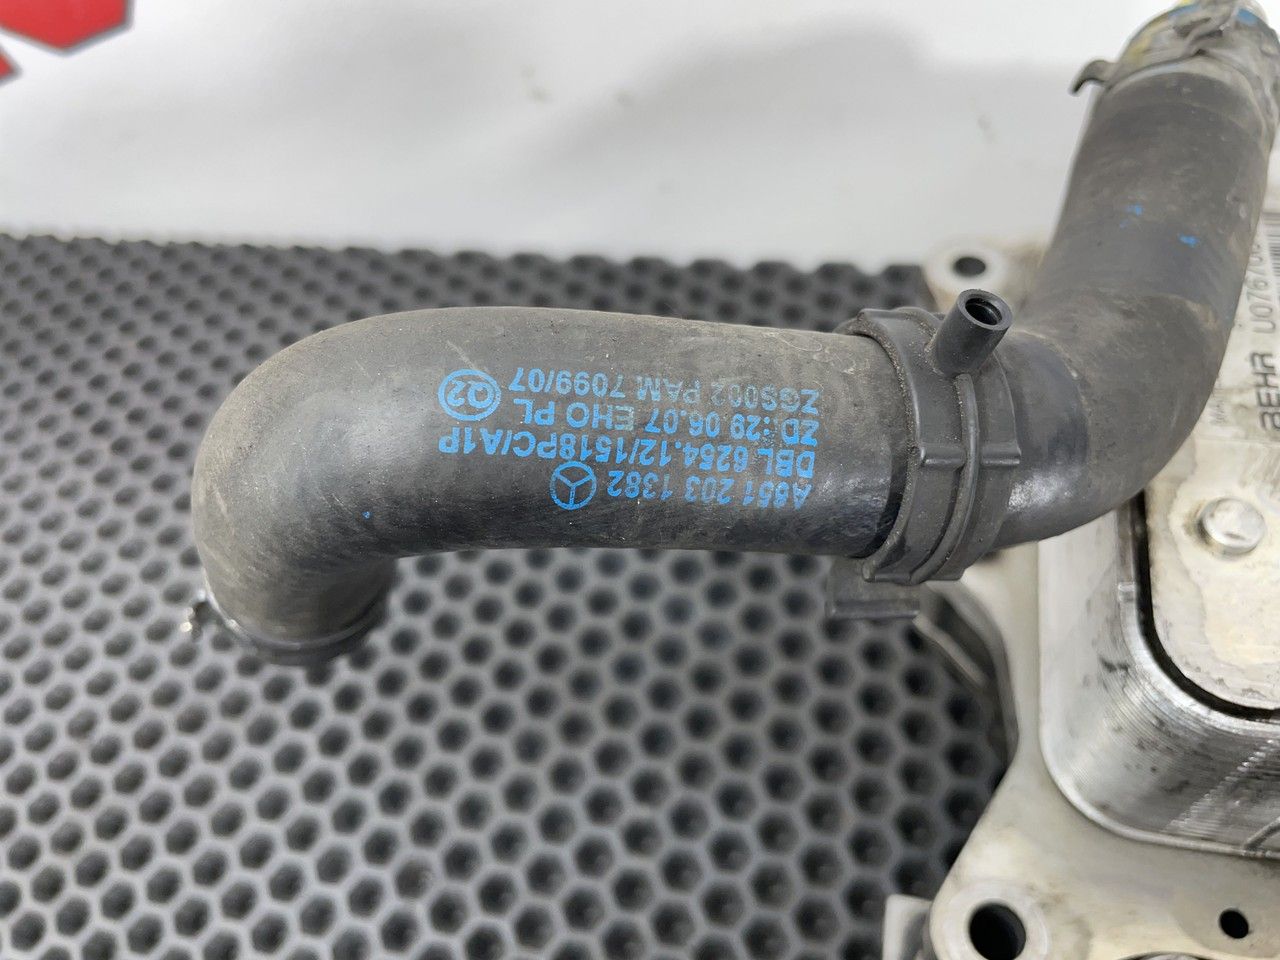 A651 203 1382
DBL 6254.12/1518PC/A1P
ZD.:29.06.07 EHO PL
ZGS002 PAM 7099/07
Q2
BEHR